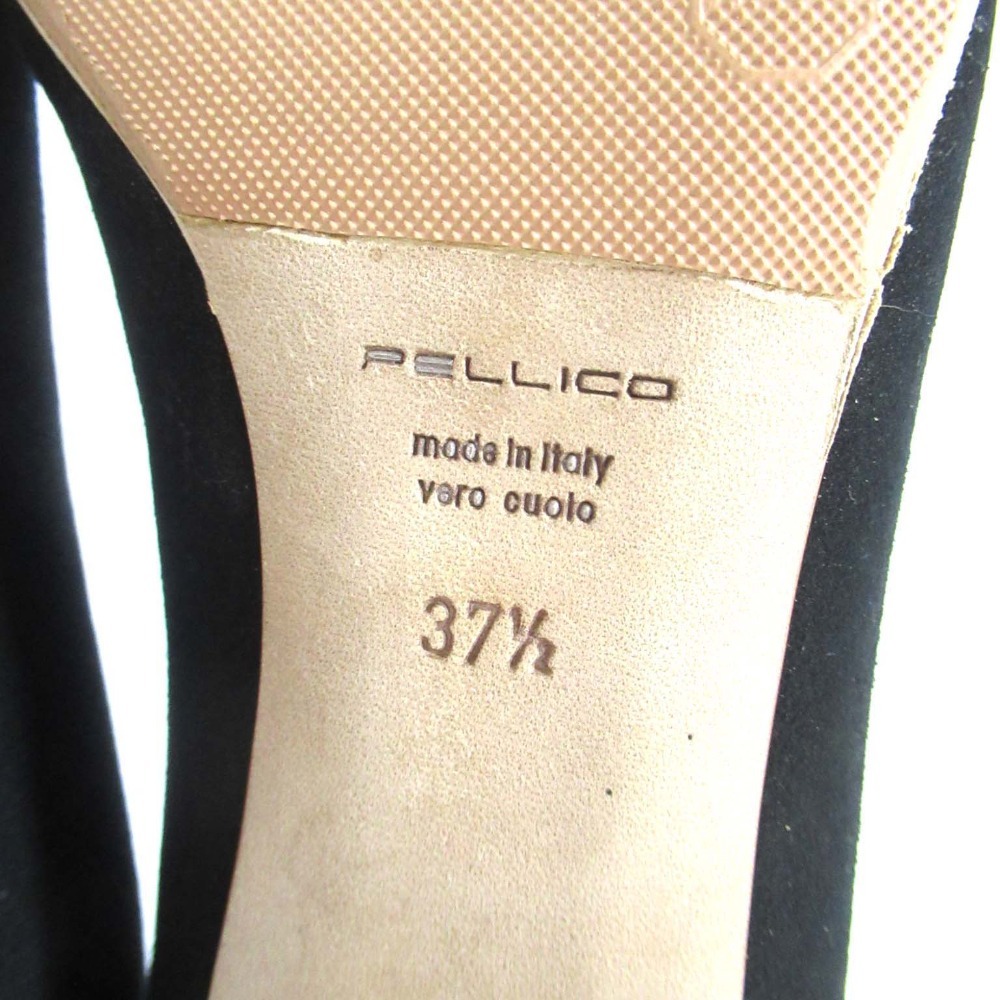 PELLICO
made in Italy
vero cuoio
37½